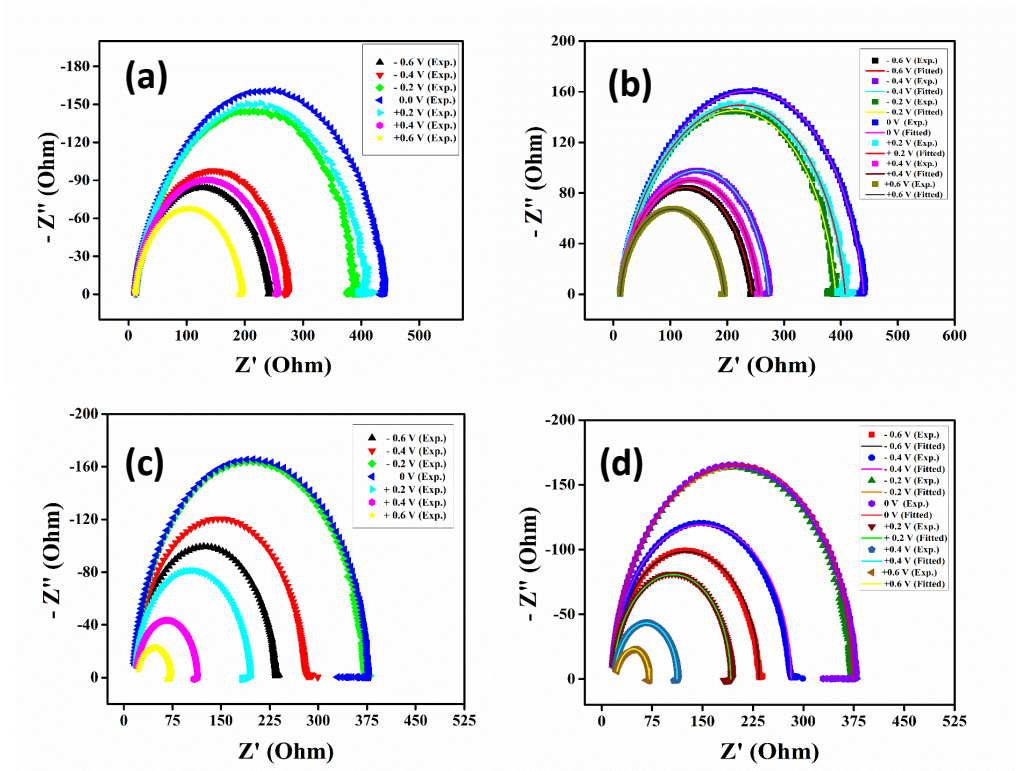 (a)
- 0.6 V (Exp.)
- 0.4 V (Exp.)
- 0.2 V (Exp.)
0.0 V (Exp.)
+0.2 V (Exp.)
+0.4 V (Exp.)
+0.6 V (Exp.)
-180
-150
-120
-90
-60
-30
0
- Z'' (Ohm)
0 100 200 300 400 500
Z' (Ohm)
(b)
- 0.6 V (Exp.)
- 0.6 V (Fitted)
- 0.4 V (Exp.)
- 0.4 V (Fitted)
- 0.2 V (Exp.)
- 0.2 V (Fitted)
0 V (Exp.)
0 V (Fitted)
+0.2 V (Exp.)
+ 0.2 V (Fitted)
+0.4 V (Exp.)
+0.4 V (Fitted)
+0.6 V (Exp.)
+0.6 V (Fitted)
200
160
120
80
40
0
- Z'' (Ohm)
0 100 200 300 400 500 600
Z' (Ohm)
(c)
- 0.6 V (Exp.)
- 0.4 V (Exp.)
- 0.2 V (Exp.)
0 V (Exp.)
+ 0.2 V (Exp.)
+ 0.4 V (Exp.)
+ 0.6 V (Exp.)
-200
-160
-120
-80
-40
0
- Z'' (Ohm)
0 75 150 225 300 375 450 525
Z' (Ohm)
(d)
- 0.6 V (Exp.)
- 0.6 V (Fitted)
- 0.4 V (Exp.)
- 0.4 V (Fitted)
- 0.2 V (Exp.)
- 0.2 V (Fitted)
0 V (Exp.)
0 V (Fitted)
+0.2 V (Exp.)
+ 0.2 V (Fitted)
+0.4 V (Exp.)
+0.4 V (Fitted)
+0.6 V (Exp.)
+0.6 V (Fitted)
-200
-150
-100
-50
0
- Z'' (Ohm)
0 75 150 225 300 375 450 525
Z' (Ohm)